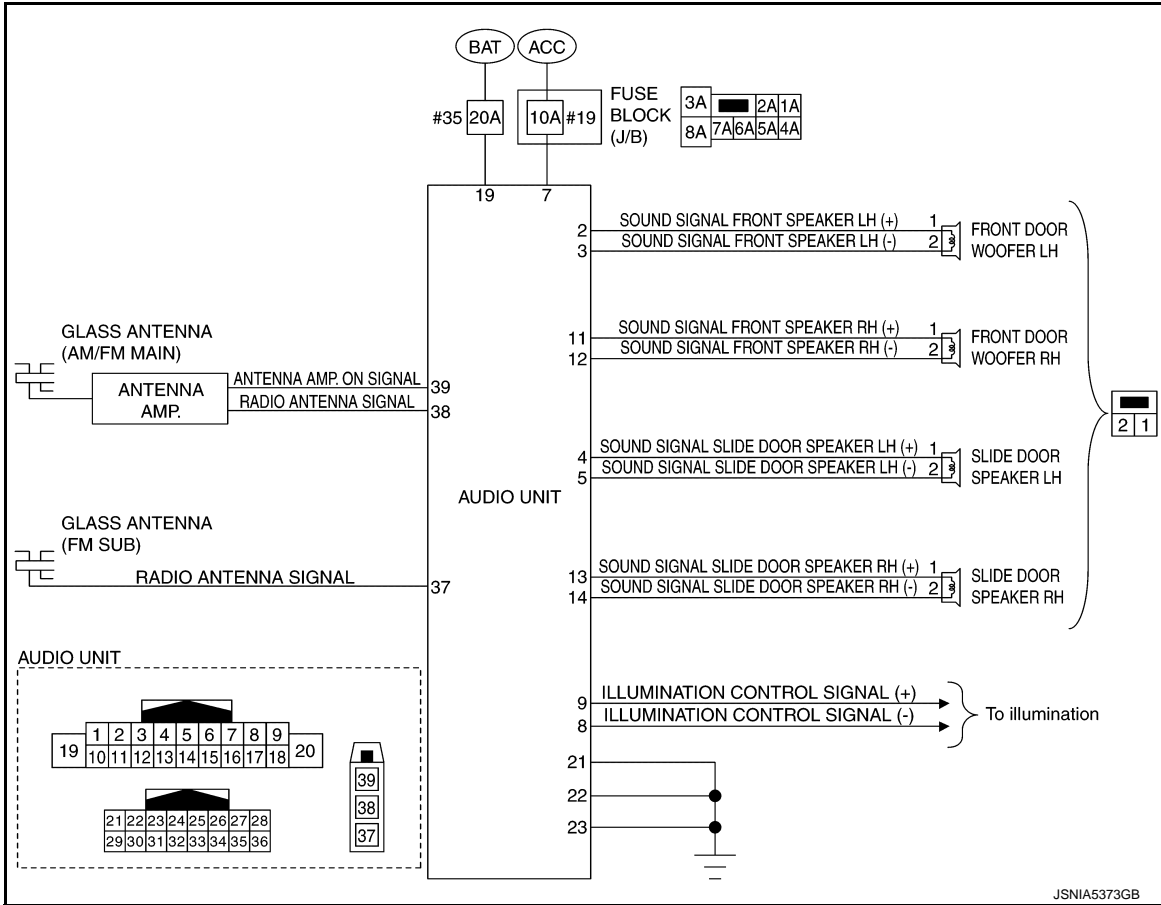 BAT ACC
#35 20A 10A #19
FUSE
BLOCK
(J/B)
3A 2A 1A
8A 7A 6A 5A 4A
19 7
2 SOUND SIGNAL FRONT SPEAKER LH (+) 1
3 SOUND SIGNAL FRONT SPEAKER LH (-) 2
FRONT DOOR
WOOFER LH
11 SOUND SIGNAL FRONT SPEAKER RH (+) 1
12 SOUND SIGNAL FRONT SPEAKER RH (-) 2
FRONT DOOR
WOOFER RH
GLASS ANTENNA
(AM/FM MAIN)
ANTENNA
AMP.
ANTENNA AMP. ON SIGNAL 39
RADIO ANTENNA SIGNAL 38
2 1
4 SOUND SIGNAL SLIDE DOOR SPEAKER LH (+) 1
5 SOUND SIGNAL SLIDE DOOR SPEAKER LH (-) 2
SLIDE DOOR
SPEAKER LH
AUDIO UNIT
GLASS ANTENNA
(FM SUB)
RADIO ANTENNA SIGNAL 37
13 SOUND SIGNAL SLIDE DOOR SPEAKER RH (+) 1
14 SOUND SIGNAL SLIDE DOOR SPEAKER RH (-) 2
SLIDE DOOR
SPEAKER RH
9 ILLUMINATION CONTROL SIGNAL (+)
8 ILLUMINATION CONTROL SIGNAL (-)
To illumination
21
22
23
AUDIO UNIT
1 2 3 4 5 6 7 8 9
19 20
10 11 12 13 14 15 16 17 18
21 22 23 24 25 26 27 28
29 30 31 32 33 34 35 36
39
38
37
JSNIA5373GB